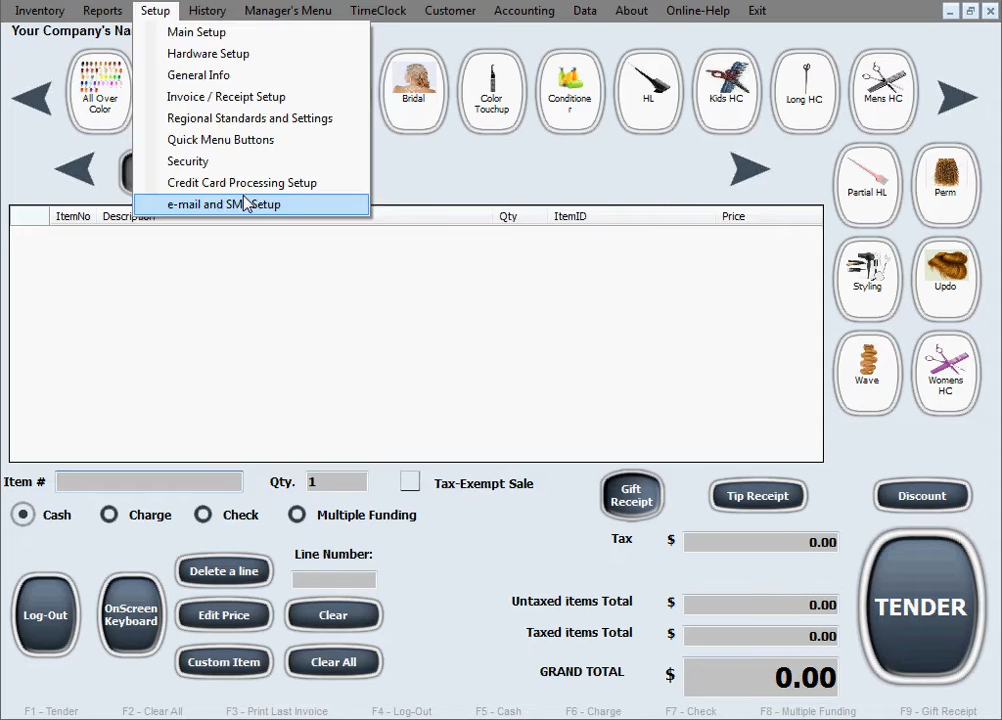 Inventory Reports Setup History Manager's Menu TimeClock Customer Accounting Data About Online-Help Exit
Your Company's Na
Main Setup
Hardware Setup
General Info
Invoice / Receipt Setup
Regional Standards and Settings
Quick Menu Buttons
Security
Credit Card Processing Setup
e-mail and SM Setup
All Over
Color
Bridal
Color
Touchup
Conditione
r
HL
Kids HC
Long HC
Mens HC
Partial HL
Perm
Styling
Updo
Wave
Womens
HC
ItemNo Description Qty ItemID Price
Item # Qty. 1 Tax-Exempt Sale
Cash Charge Check Multiple Funding
Gift
Receipt
Tip Receipt
Discount
Tax $ 0.00
Line Number:
Delete a line
Log-Out
OnScreen
Keyboard
Edit Price
Clear
Custom Item
Clear All
Untaxed items Total $ 0.00
Taxed items Total $ 0.00
GRAND TOTAL $ 0.00
TENDER
F1 - Tender F2 - Clear All F3 - Print Last Invoice F4 - Log-Out F5 - Cash F6 - Charge F7 - Check F8 - Multiple Funding F9 - Gift Receipt